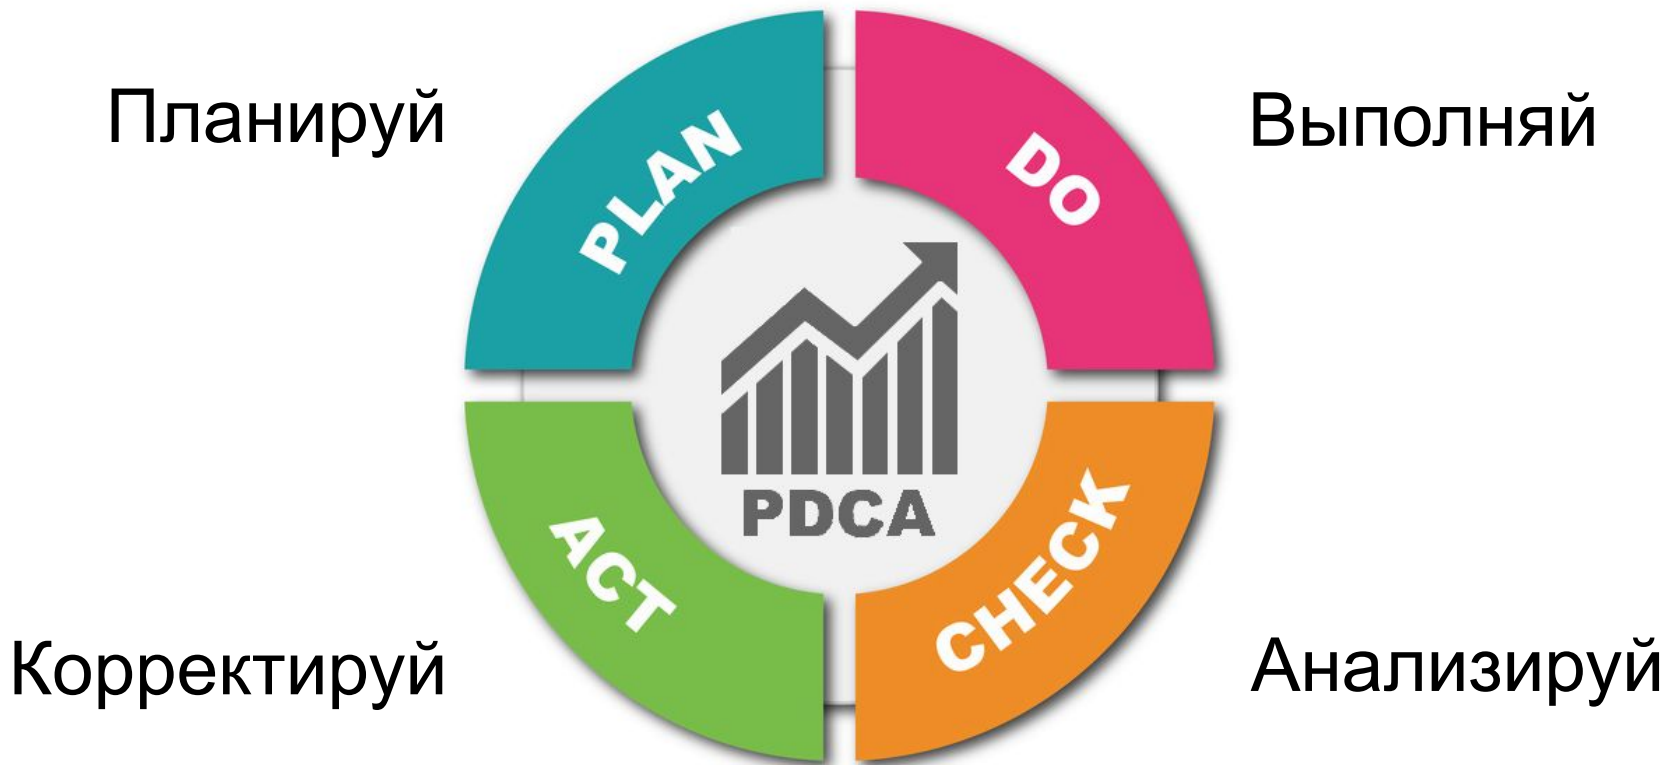 Планируй
PLAN
DO
Выполняй
PDCA
Корректируй
ACT
CHECK
Анализируй